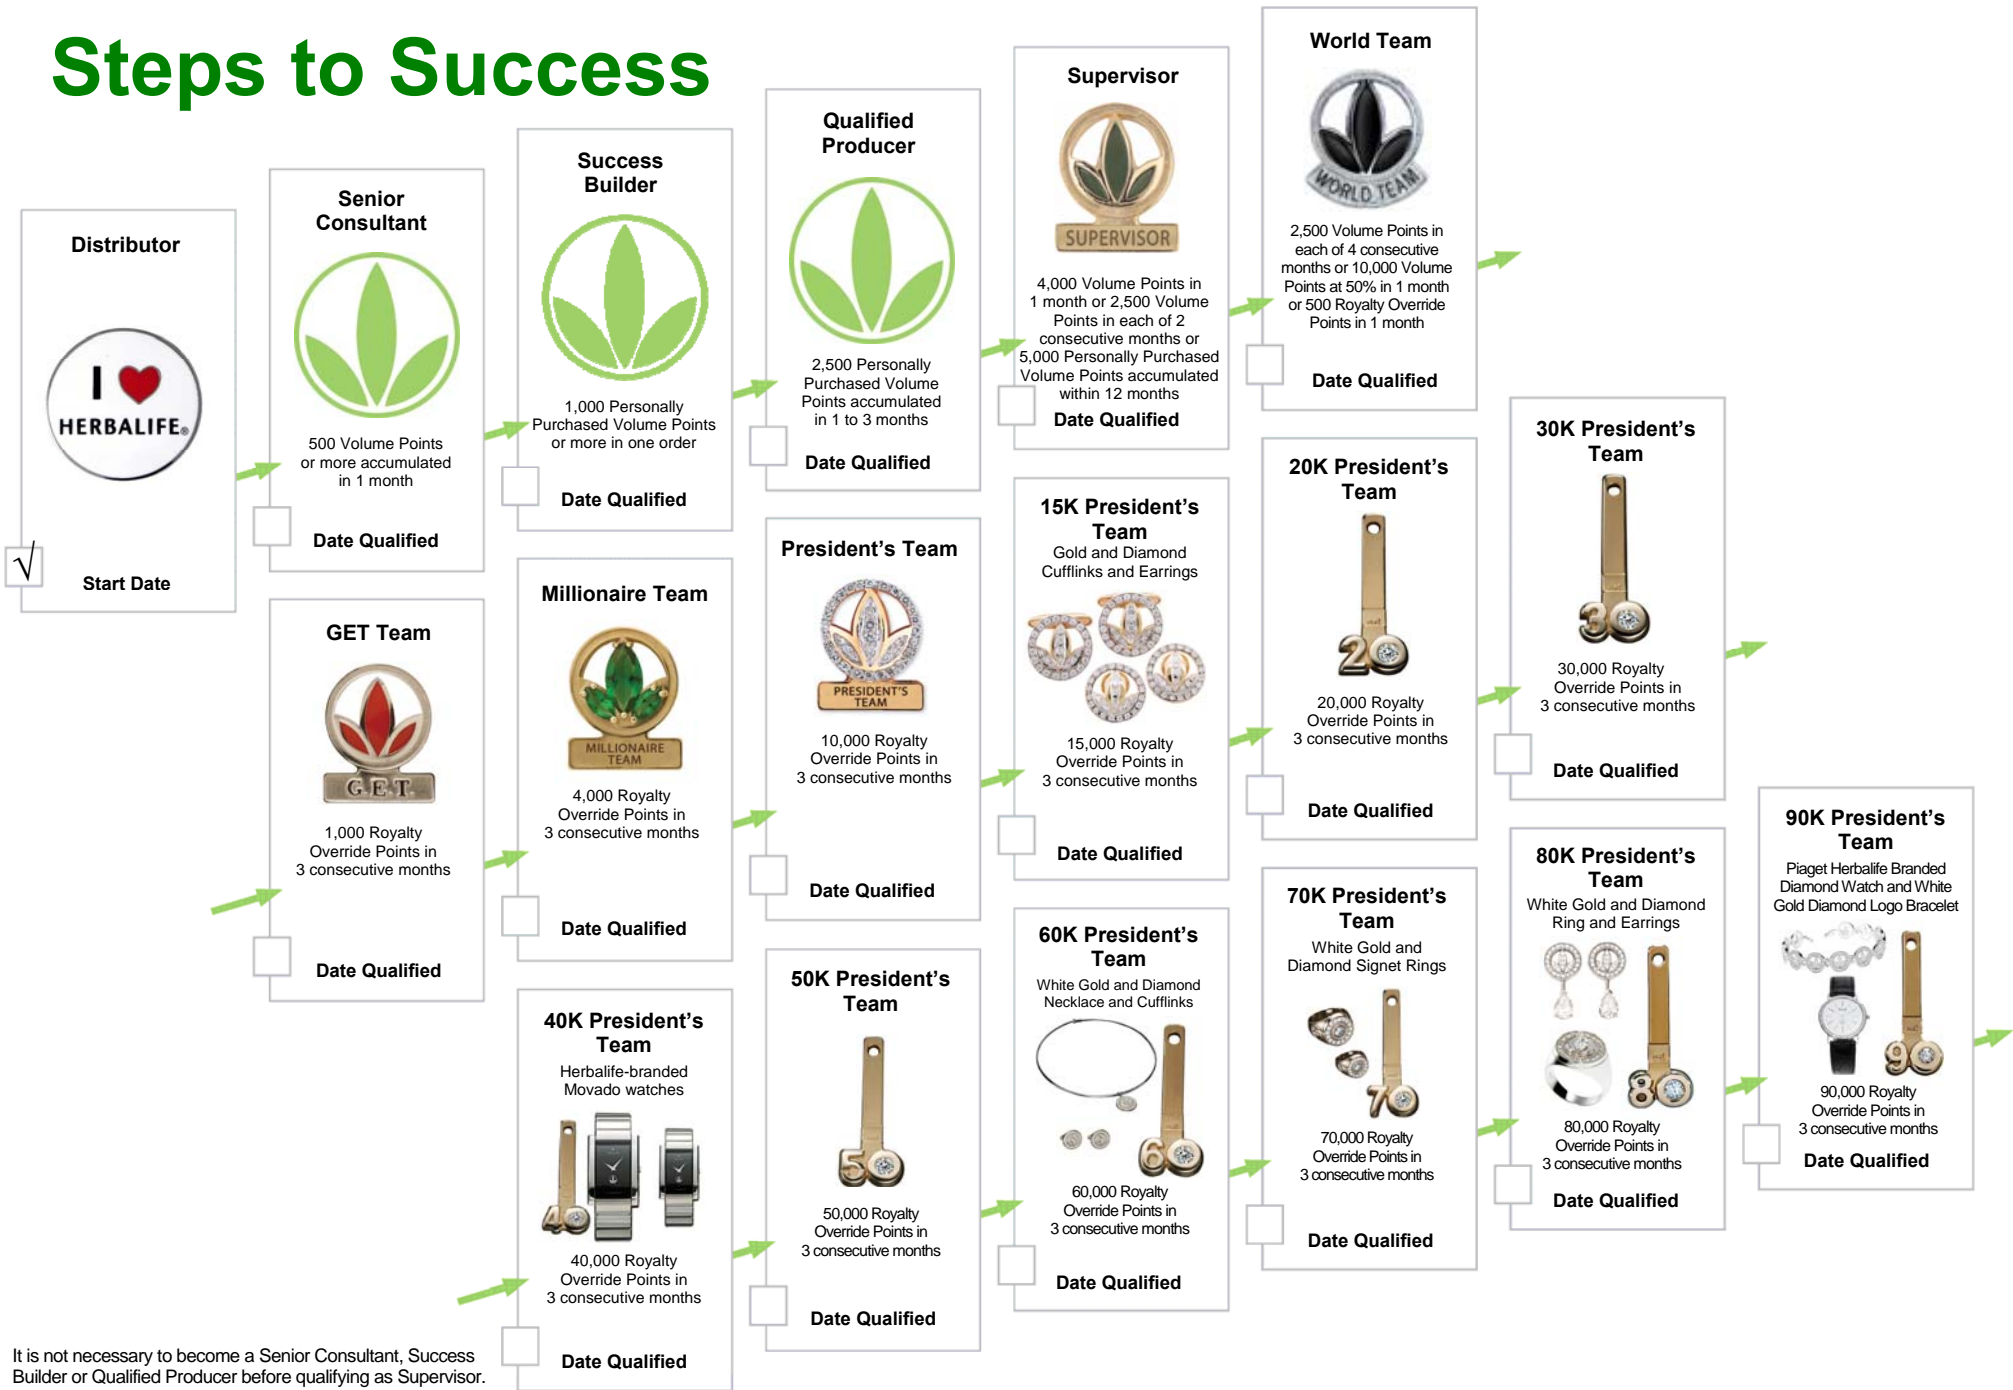 Steps to Success
Distributor
I
HERBALIFE®
√
Start Date
Senior
Consultant
500 Volume Points
or more accumulated
in 1 month
Date Qualified
Success
Builder
1,000 Personally
Purchased Volume Points
or more in one order
Date Qualified
Qualified
Producer
2,500 Personally
Purchased Volume
Points accumulated
in 1 to 3 months
Date Qualified
Supervisor
SUPERVISOR
4,000 Volume Points in
1 month or 2,500 Volume
Points in each of 2
consecutive months or
5,000 Personally Purchased
Volume Points accumulated
within 12 months
Date Qualified
World Team
WORLD TEAM
2,500 Volume Points in
each of 4 consecutive
months or 10,000 Volume
Points at 50% in 1 month
or 500 Royalty Override
Points in 1 month
Date Qualified
GET Team
G.E.T.
1,000 Royalty
Override Points in
3 consecutive months
Date Qualified
Millionaire Team
MILLIONAIRE
TEAM
4,000 Royalty
Override Points in
3 consecutive months
Date Qualified
President's Team
PRESIDENT'S
TEAM
10,000 Royalty
Override Points in
3 consecutive months
Date Qualified
15K President's
Team
Gold and Diamond
Cufflinks and Earrings
15,000 Royalty
Override Points in
3 consecutive months
Date Qualified
20K President's
Team
20
20,000 Royalty
Override Points in
3 consecutive months
Date Qualified
30K President's
Team
30
30,000 Royalty
Override Points in
3 consecutive months
Date Qualified
40K President's
Team
Herbalife-branded
Movado watches
40
40,000 Royalty
Override Points in
3 consecutive months
Date Qualified
50K President's
Team
50
50,000 Royalty
Override Points in
3 consecutive months
Date Qualified
60K President's
Team
White Gold and Diamond
Necklace and Cufflinks
60
60,000 Royalty
Override Points in
3 consecutive months
Date Qualified
70K President's
Team
White Gold and
Diamond Signet Rings
70
70,000 Royalty
Override Points in
3 consecutive months
Date Qualified
80K President's
Team
White Gold and Diamond
Ring and Earrings
80
80,000 Royalty
Override Points in
3 consecutive months
Date Qualified
90K President's
Team
Piaget Herbalife Branded
Diamond Watch and White
Gold Diamond Logo Bracelet
90
90,000 Royalty
Override Points in
3 consecutive months
Date Qualified
It is not necessary to become a Senior Consultant, Success
Builder or Qualified Producer before qualifying as Supervisor.